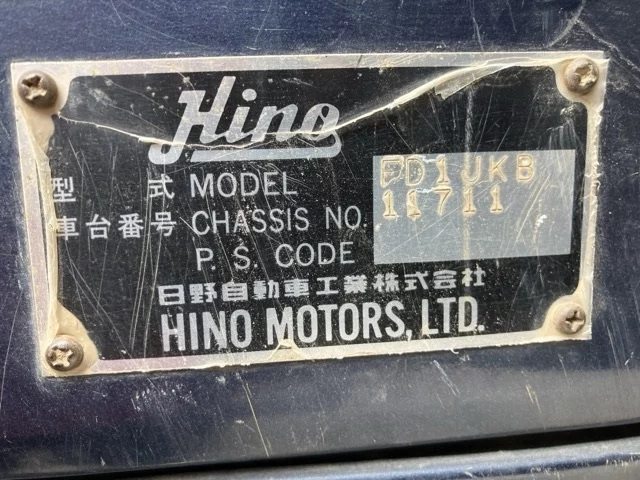 Hino
型 式 MODEL FD1JKB
車台番号 CHASSIS NO. 11711
P. S. CODE
日野自動車工業株式会社
HINO MOTORS, LTD.